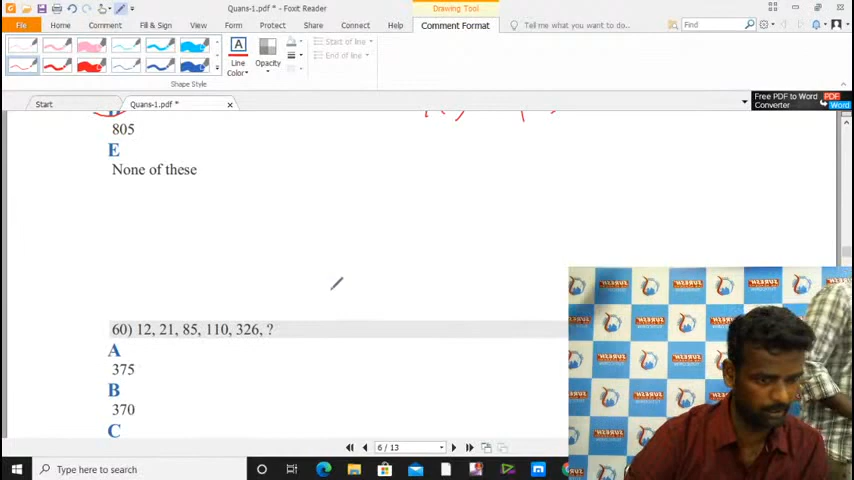 Quans-1.pdf * - Foxit Reader
Drawing Tool
File
Home
Comment
Fill & Sign
View
Form
Protect
Share
Connect
Help
Comment Format
Tell me what you want to do...
Find
Line
Color
Opacity
Start of line
End of line
Shape Style
Start
Quans-1.pdf *
Free PDF to Word
Converter
PDF
Word
805
E
None of these
60) 12, 21, 85, 110, 326, ?
A
375
B
370
C
6 / 13
Type here to search